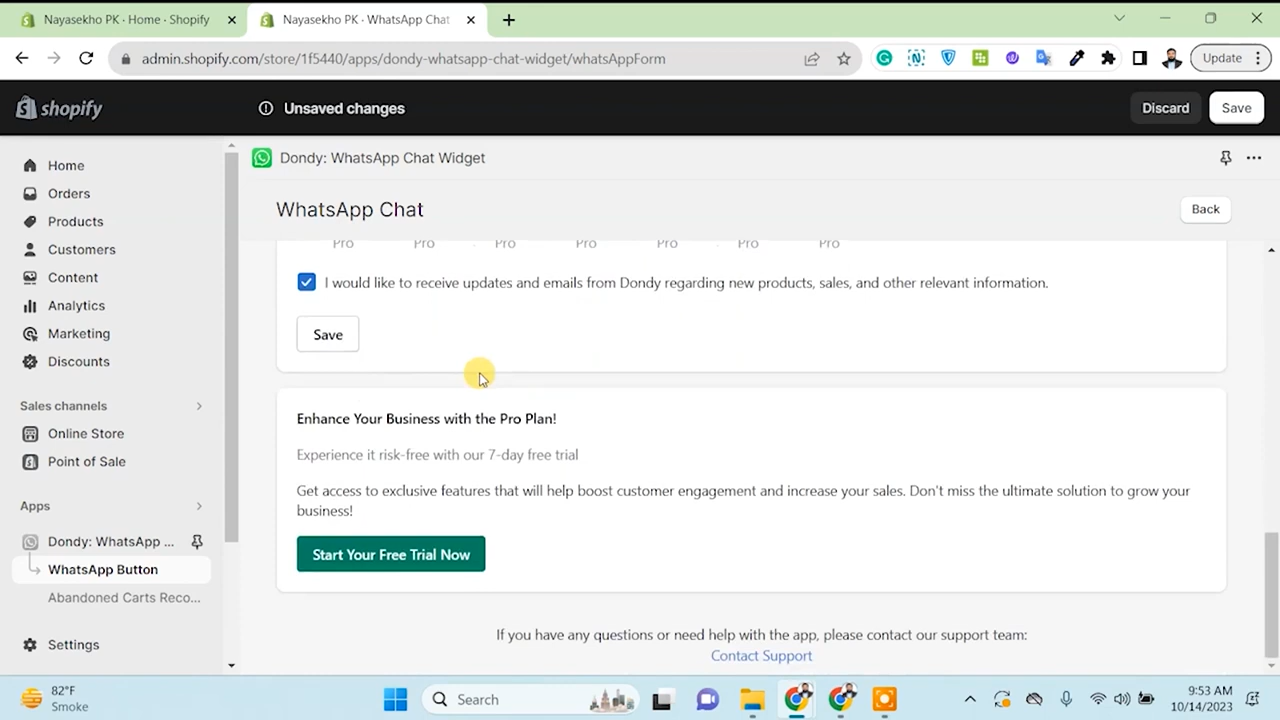 Nayasekho PK · Home · Shopify
Nayasekho PK · WhatsApp Chat
admin.shopify.com/store/1f5440/apps/dondy-whatsapp-chat-widget/whatsAppForm
Update
shopify
Unsaved changes
Discard
Save
Home
Orders
Products
Customers
Content
Analytics
Marketing
Discounts
Sales channels
Online Store
Point of Sale
Apps
Dondy: WhatsApp ...
WhatsApp Button
Abandoned Carts Reco...
Settings
Dondy: WhatsApp Chat Widget
WhatsApp Chat
Back
Pro Pro Pro Pro Pro Pro Pro
I would like to receive updates and emails from Dondy regarding new products, sales, and other relevant information.
Save
Enhance Your Business with the Pro Plan!
Experience it risk-free with our 7-day free trial
Get access to exclusive features that will help boost customer engagement and increase your sales. Don't miss the ultimate solution to grow your
business!
Start Your Free Trial Now
If you have any questions or need help with the app, please contact our support team:
Contact Support
82°F
Smoke
Search
9:53 AM
10/14/2023